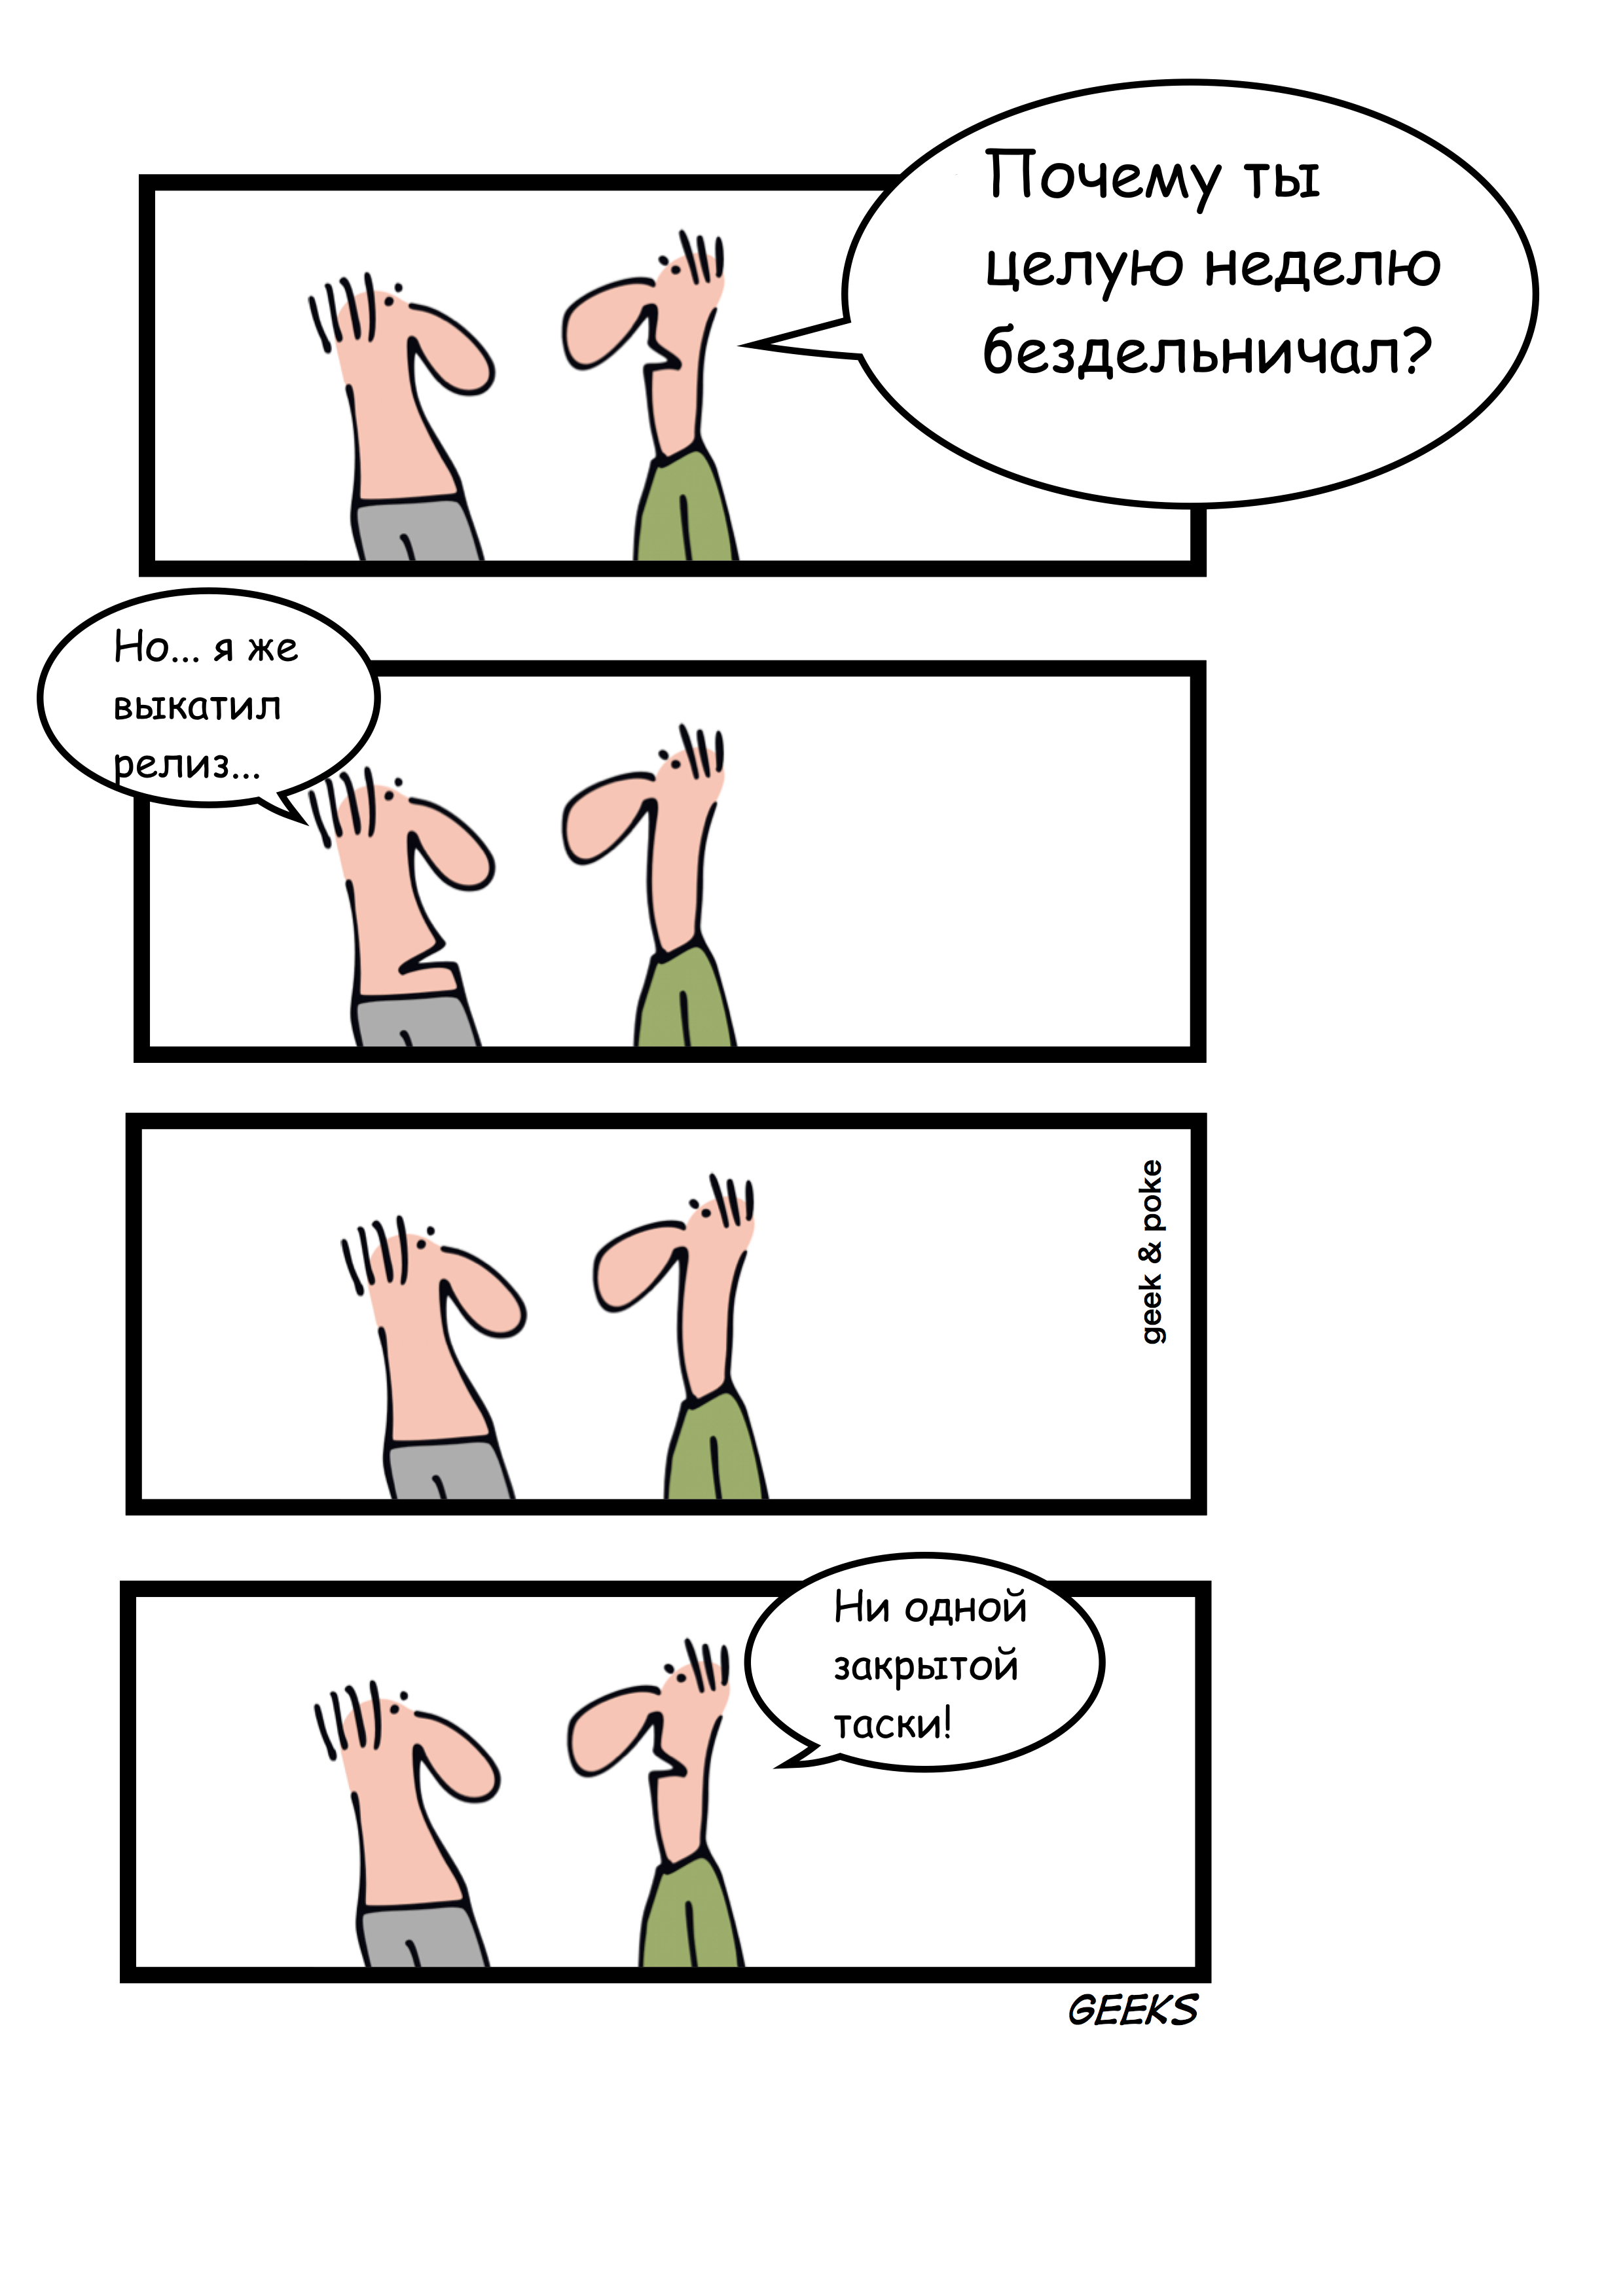 Почему ты
целую неделю
бездельничал?
Но... я же
выкатил
релиз...
geek & poke
Ни одной
закрытой
таски!
GEEKS